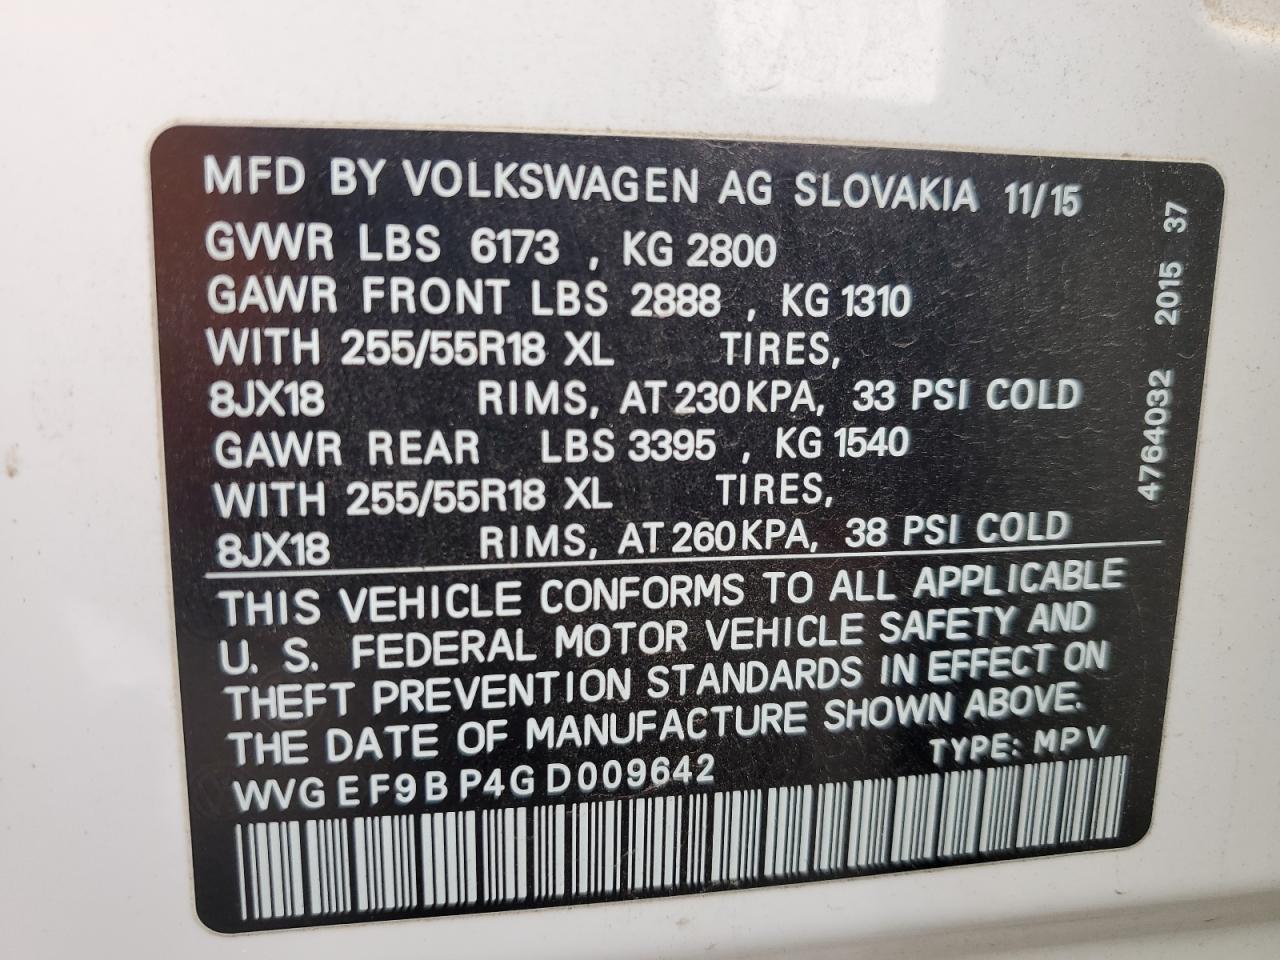 MFD BY VOLKSWAGEN AG SLOVAKIA 11/15
GVWR LBS 6173 , KG 2800
GAWR FRONT LBS 2888 , KG 1310
WITH 255/55R18 XL TIRES,
8JX18 RIMS, AT 230 KPA, 33 PSI COLD
GAWR REAR LBS 3395 , KG 1540
WITH 255/55R18 XL TIRES,
8JX18 RIMS, AT 260 KPA, 38 PSI COLD
THIS VEHICLE CONFORMS TO ALL APPLICABLE
U. S. FEDERAL MOTOR VEHICLE SAFETY AND
THEFT PREVENTION STANDARDS IN EFFECT ON
THE DATE OF MANUFACTURE SHOWN ABOVE.
WVGEF9BP4GD009642 TYPE: MPV
4764032 2015 37